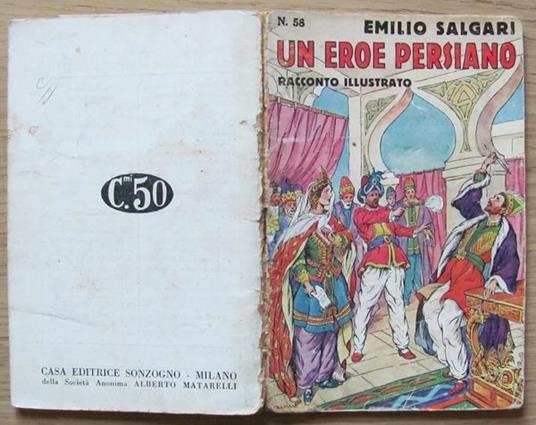 C.mi 50
CASA EDITRICE SONZOGNO - MILANO
della Società Anonima ALBERTO MATARELLI
N. 58
EMILIO SALGARI
UN EROE PERSIANO
RACCONTO ILLUSTRATO